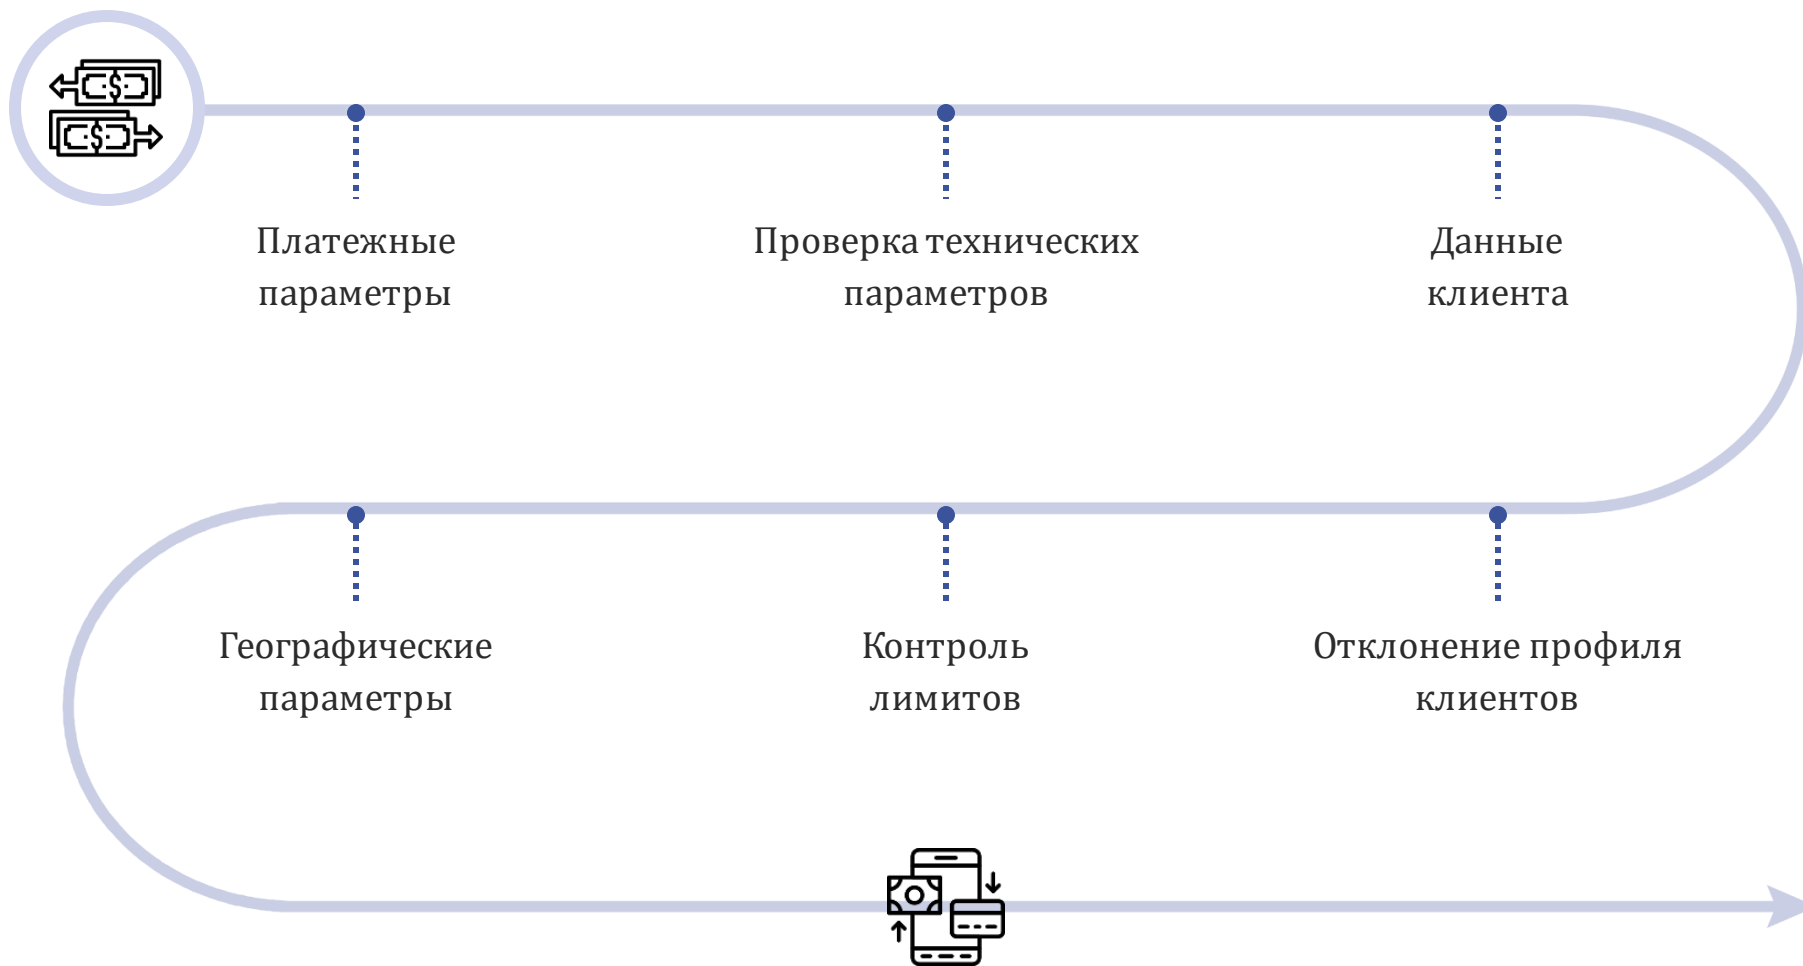 Платежные
параметры
Проверка технических
параметров
Данные
клиента
Географические
параметры
Контроль
лимитов
Отклонение профиля
клиентов